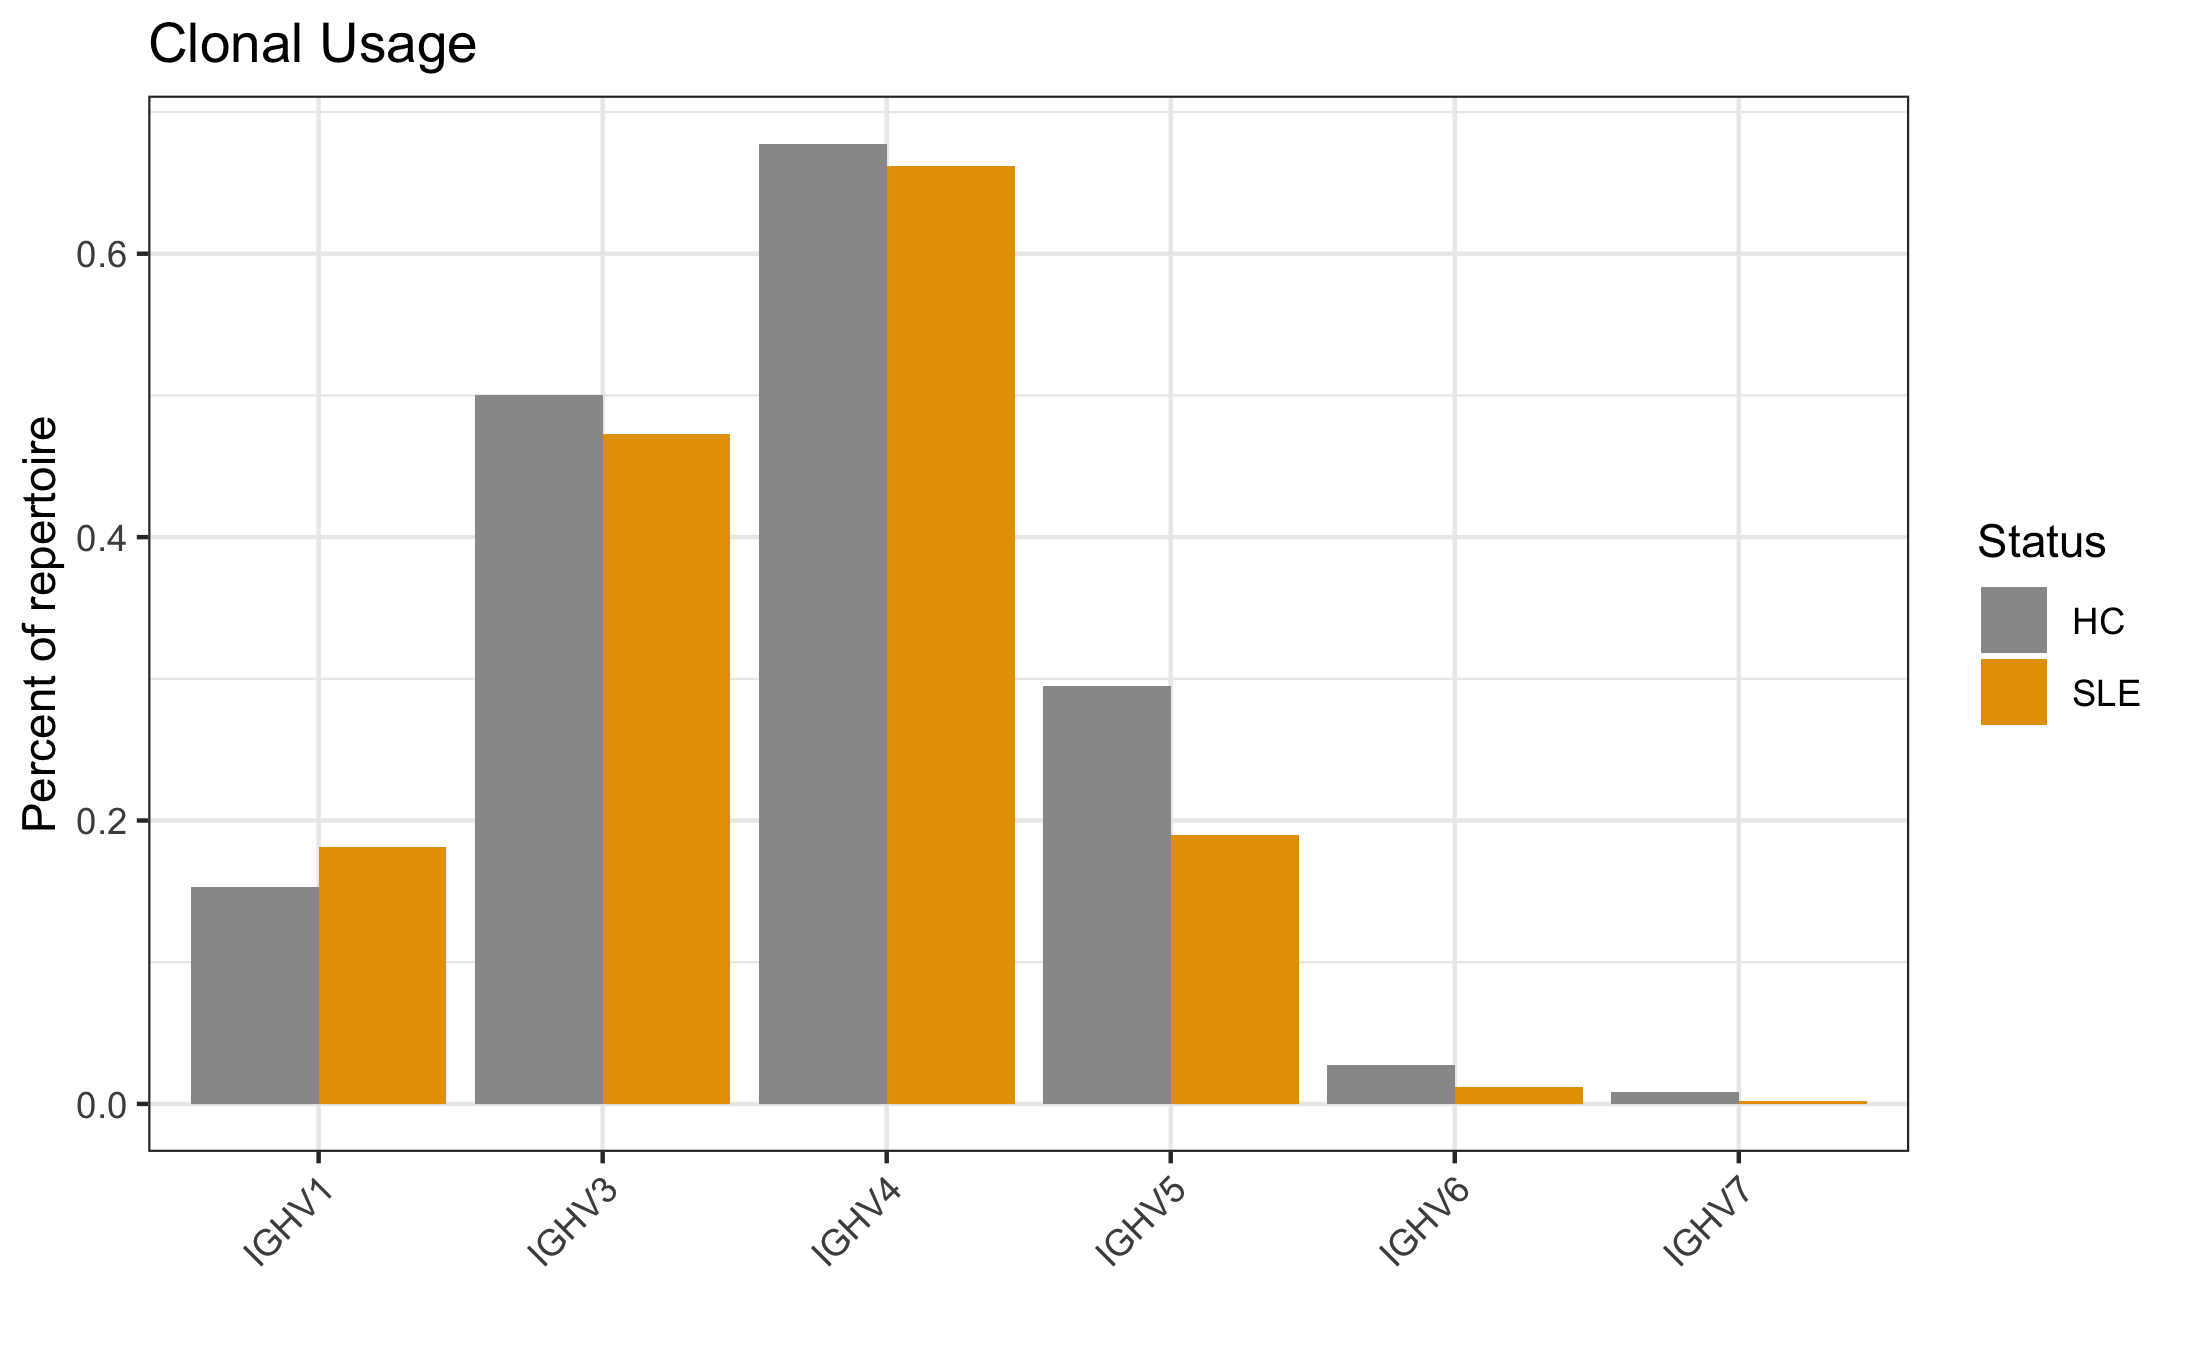 Clonal Usage
Percent of repertoire
0.6
0.4
0.2
0.0
IGHV1
IGHV3
IGHV4
IGHV5
IGHV6
IGHV7
Status
HC
SLE